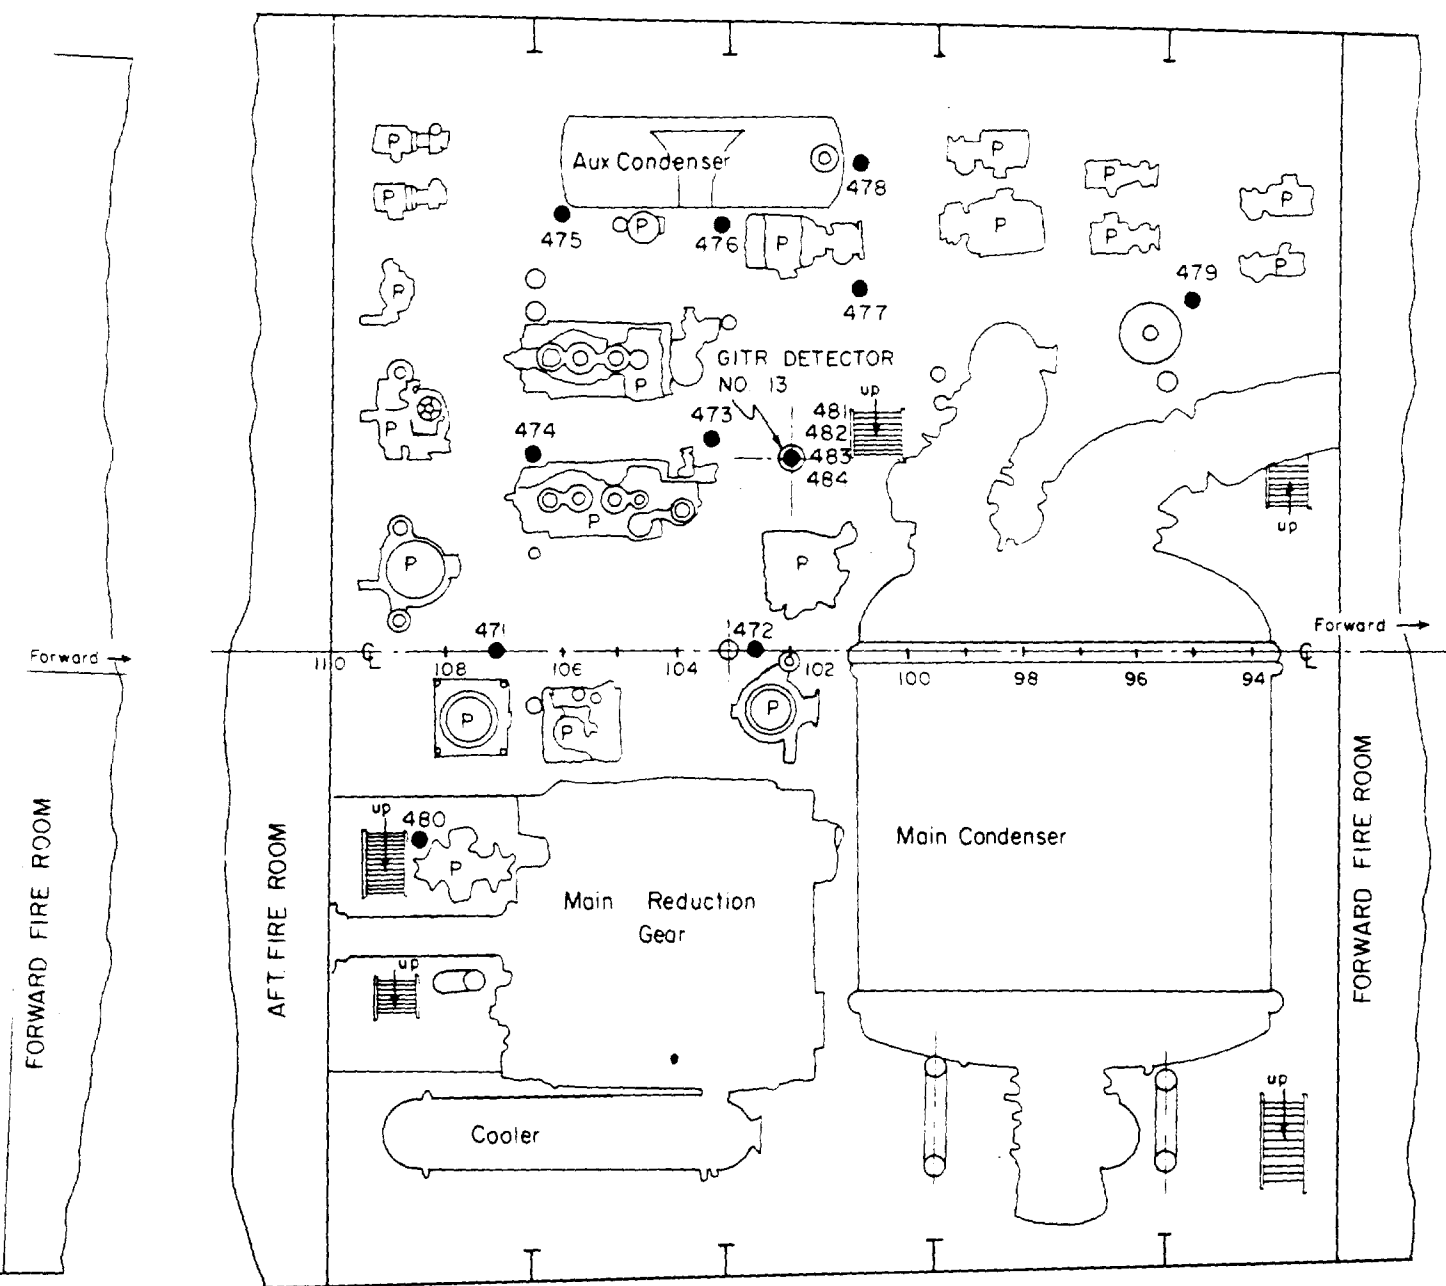 P
P
Aux Condenser
478
P
P
P
P
475
P
476
P
P
P
P
479
477
P
P
GITR DETECTOR
NO. 13
up
474
473
481
482
483
484
P
P
up
P
P
P
471
472
Forward
Forward
110
℄
108
106
104
102
100
98
96
94
℄
P
P
P
up
480
P
Main Condenser
Main Reduction
Gear
up
Cooler
up
FORWARD FIRE ROOM
AFT. FIRE ROOM
FORWARD FIRE ROOM